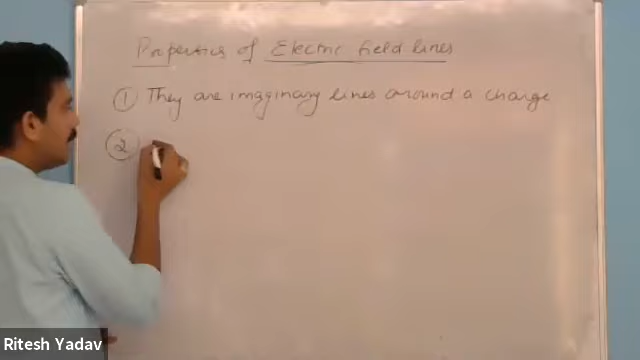 Properties of Electric field lines
① They are imaginary lines around a charge
②
Ritesh Yadav